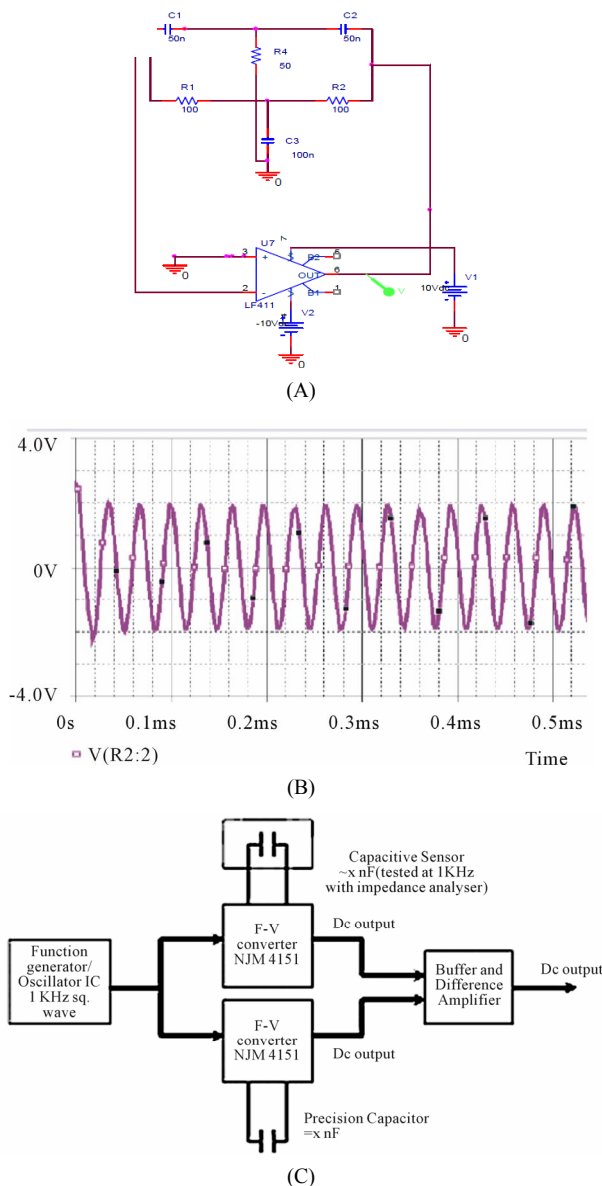 C1
50n
C2
50n
R4
50
R1
100
R2
100
C3
100n
0
U7
7
3
+
B2
5
OUT
6
0
2
-
B1
1
LF411
V
V1
10Vdc
V2
-10Vdc
0
0
(A)
4.0V
0V
-4.0V
0s 0.1ms 0.2ms 0.3ms 0.4ms 0.5ms
V(R2:2) Time
(B)
Capacitive Sensor
~x nF(tested at 1KHz
with impedance analyser)
Function
generator/
Oscillator IC
1 KHz sq.
wave
F-V
converter
NJM 4151
Dc output
Buffer and
Difference
Amplifier
Dc output
F-V
converter
NJM 4151
Dc output
Precision Capacitor
=x nF
(C)